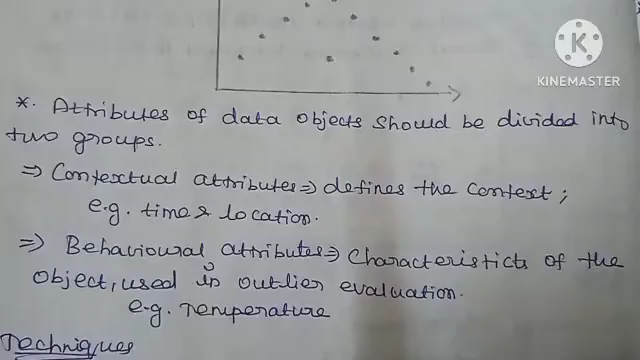 KINEMASTER
*. Attributes of data objects should be divided into
two groups.
⇒ Contextual attributes ⇒ defines the context;
e.g. time & location.
⇒ Behavioural attributes ⇒ characteristics of the
object, used in outlier evaluation.
e.g. Temperature
Techniques